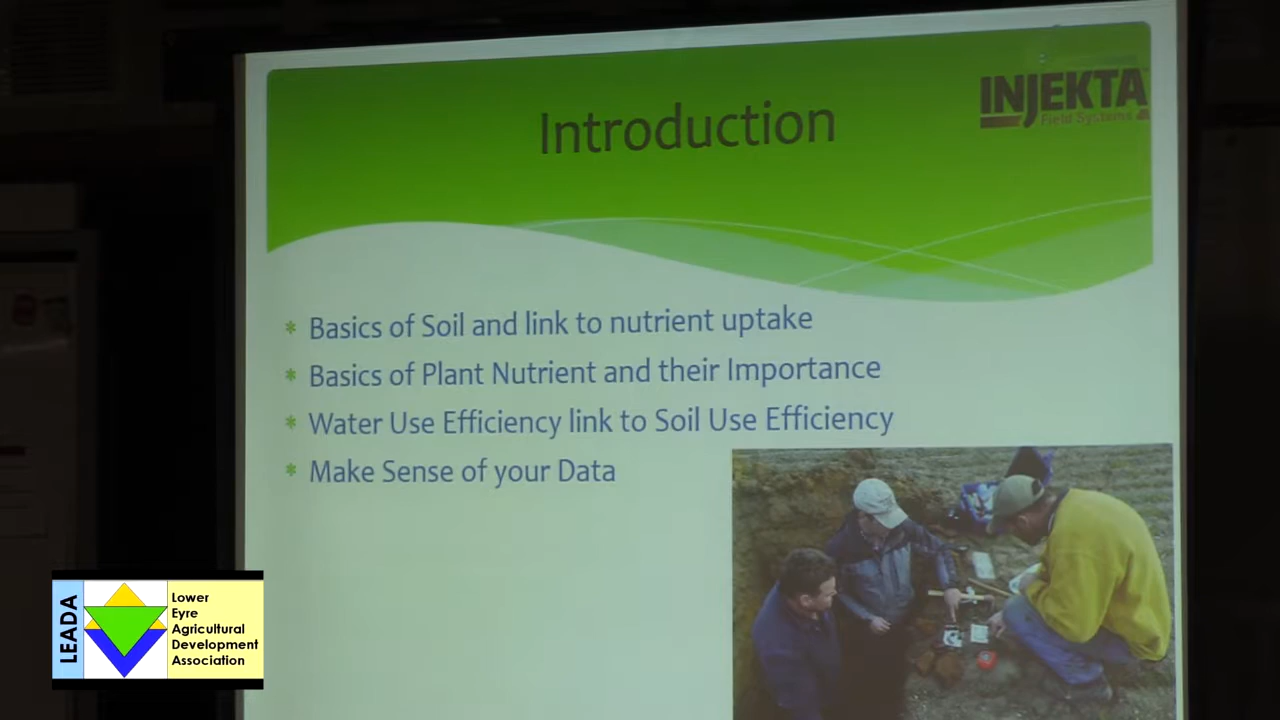 Introduction
INJEKTA
Field Systems
* Basics of Soil and link to nutrient uptake
* Basics of Plant Nutrient and their Importance
* Water Use Efficiency link to Soil Use Efficiency
* Make Sense of your Data
LEADA
Lower
Eyre
Agricultural
Development
Association